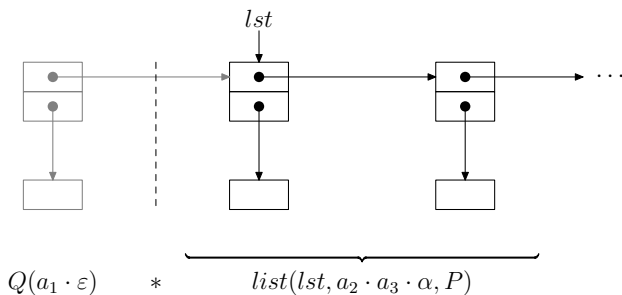 lst
...
Q(a₁ · ε) * list(lst, a₂ · a₃ · α, P)